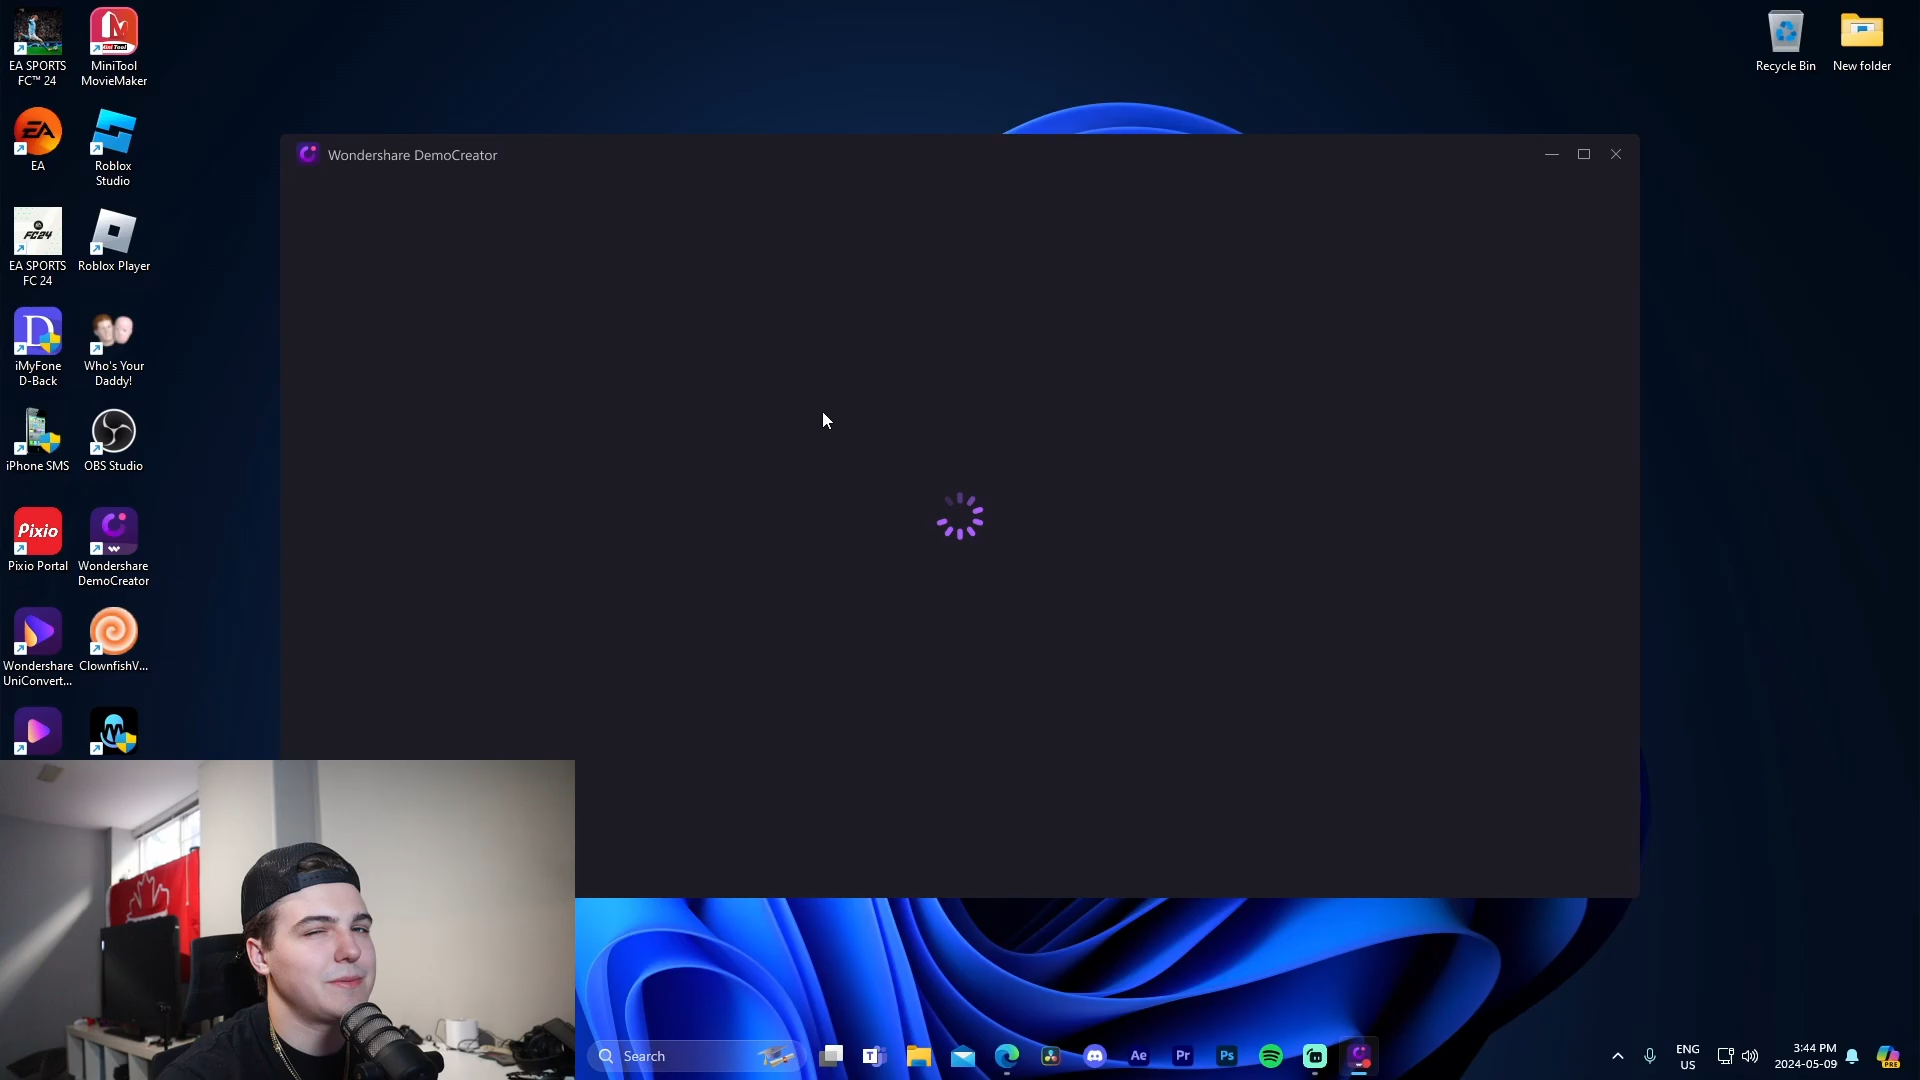 EA SPORTS
FC™ 24
MiniTool
MovieMaker
EA
Roblox
Studio
EA SPORTS
FC 24
Roblox Player
iMyFone
D-Back
Who's Your
Daddy!
iPhone SMS
OBS Studio
Pixio
Pixio Portal
Wondershare
DemoCreator
Wondershare
UniConvert...
ClownfishV...
Recycle Bin
New folder
Wondershare DemoCreator
Search
Ae
Pr
Ps
ENG
US
3:44 PM
2024-05-09
PRE